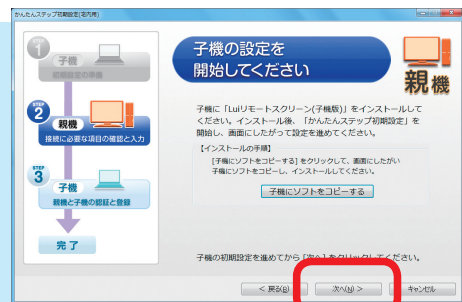 かんたんステップ初期設定(宅内用)
1
子機
初期設定の準備
STEP
2
親機
接続に必要な項目の確認と入力
STEP
3
子機
親機と子機の認証と登録
完了
子機の設定を
開始してください
親機
子機に「Luiリモートスクリーン(子機版)」をインストールして
ください。インストール後、「かんたんステップ初期設定」を
開始し、画面にしたがって設定を進めてください。
【インストールの手順】
[子機にソフトをコピーする]をクリックして、画面にしたがい
子機にソフトをコピーし、インストールしてください。
子機にソフトをコピーする
子機の初期設定を進めてから[次へ]をクリックしてください。
< 戻る(B)
次へ(N) >
キャンセル